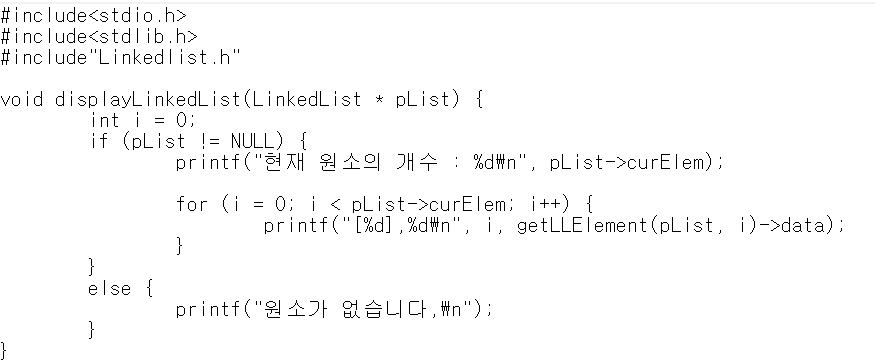 #include<stdio.h>
#include<stdlib.h>
#include"Linkedlist.h"

void displayLinkedList(LinkedList * pList) {
        int i = 0;
        if (pList != NULL) {
                printf("현재 원소의 개수 : %d₩n", pList->curElem);

                for (i = 0; i < pList->curElem; i++) {
                        printf("[%d],%d₩n", i, getLLElement(pList, i)->data);
                }
        }
        else {
                printf("원소가 없습니다,₩n");
        }
}